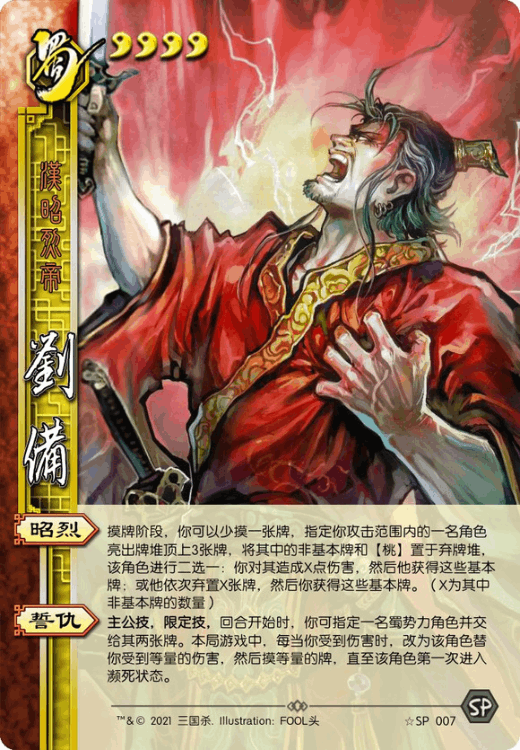 蜀
漢昭烈帝
劉備
昭烈
摸牌阶段，你可以少摸一张牌，指定你攻击范围内的一名角色
亮出牌堆顶上3张牌，将其中的非基本牌和【桃】置于弃牌堆，
该角色进行二选一：你对其造成X点伤害，然后他获得这些基本
牌；或他依次弃置X张牌，然后你获得这些基本牌。（X为其中
非基本牌的数量）
誓仇
主公技，限定技，回合开始时，你可指定一名蜀势力角色并交
给其两张牌。本局游戏中，每当你受到伤害时，改为该角色替
你受到等量的伤害，然后摸等量的牌，直至该角色第一次进入
濒死状态。
SP
™&© 2021 三国杀. Illustration: FOOL头
☆SP 007